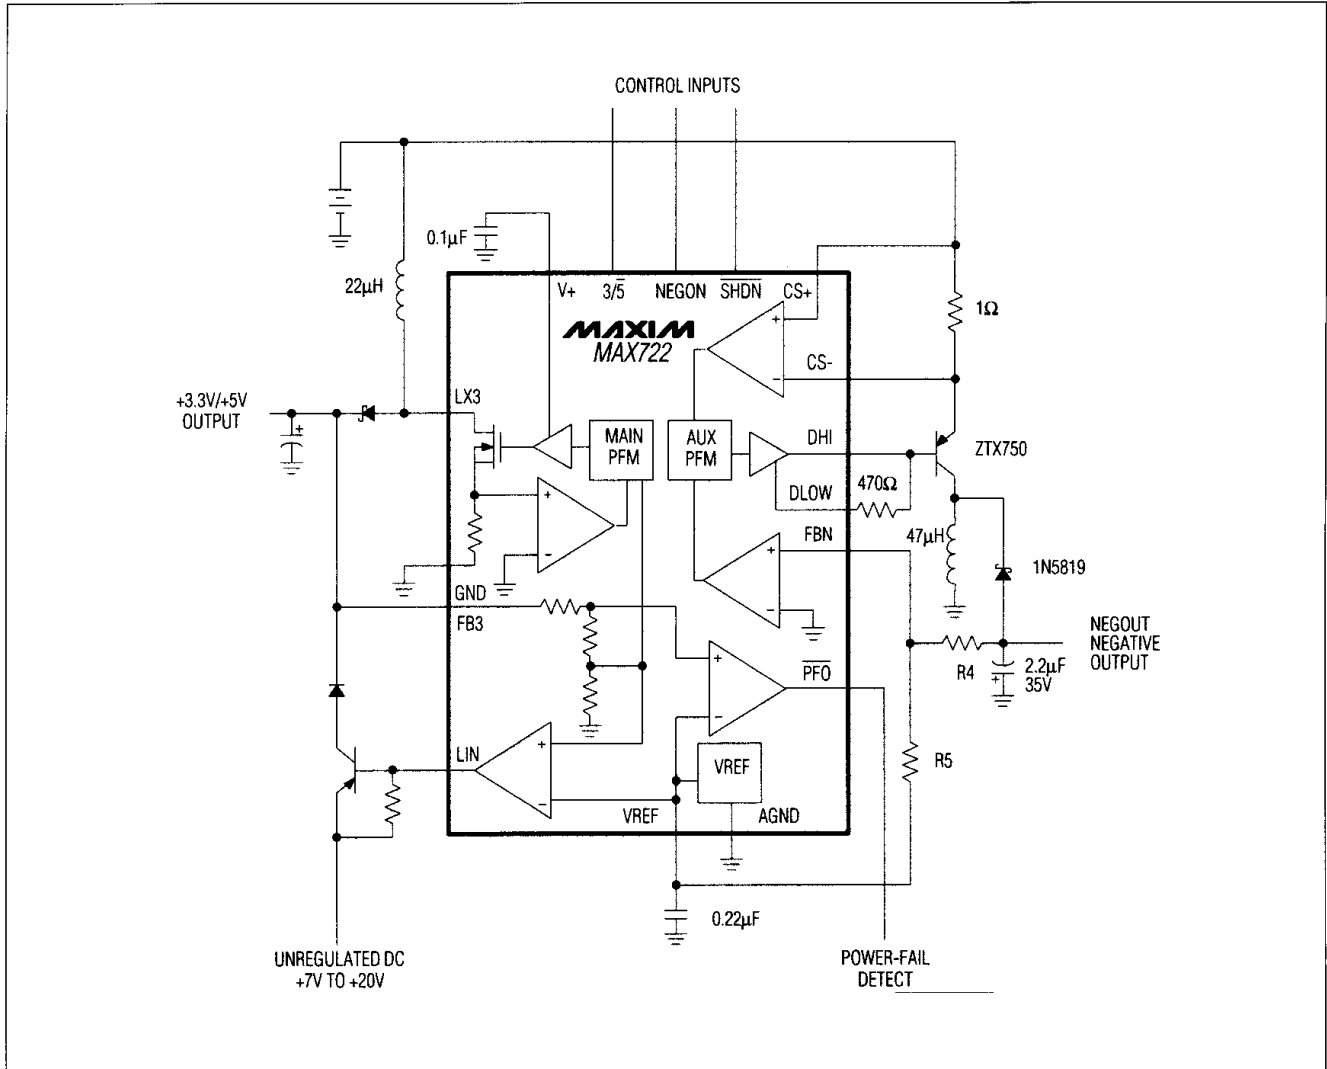 CONTROL INPUTS
0.1µF
22µH
V+
3/5̅
NEGON
S̅H̅D̅N̅
CS+
1Ω
MAXIM
MAX722
CS-
+3.3V/+5V
OUTPUT
LX3
MAIN
PFM
AUX
PFM
DHI
ZTX750
DLOW
470Ω
FBN
47µH
1N5819
GND
FB3
NEGOUT
NEGATIVE
OUTPUT
R4
2.2µF
35V
P̅F̅O̅
LIN
VREF
R5
VREF
AGND
0.22µF
UNREGULATED DC
+7V TO +20V
POWER-FAIL
DETECT